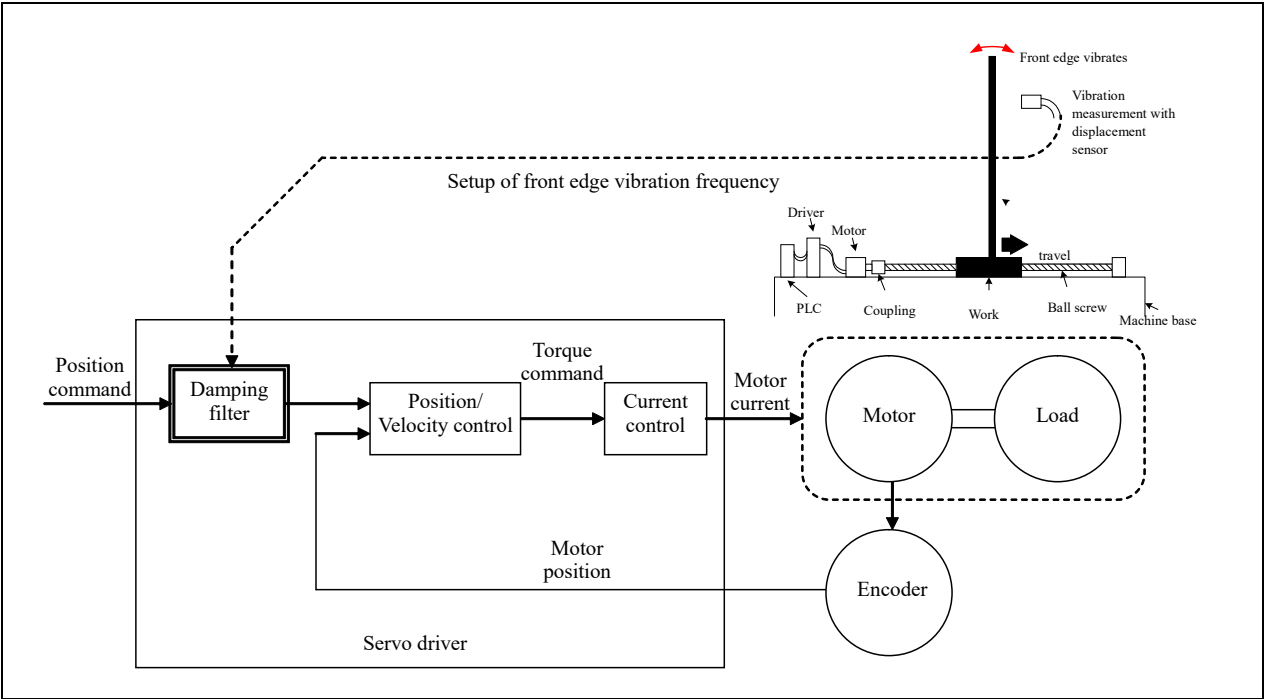 Front edge vibrates
Vibration
measurement with
displacement
sensor
Setup of front edge vibration frequency
Driver
Motor
travel
PLC
Coupling
Work
Ball screw
Machine base
Position
command
Damping
filter
Position/
Velocity control
Torque
command
Current
control
Motor
current
Motor
Load
Motor
position
Encoder
Servo driver